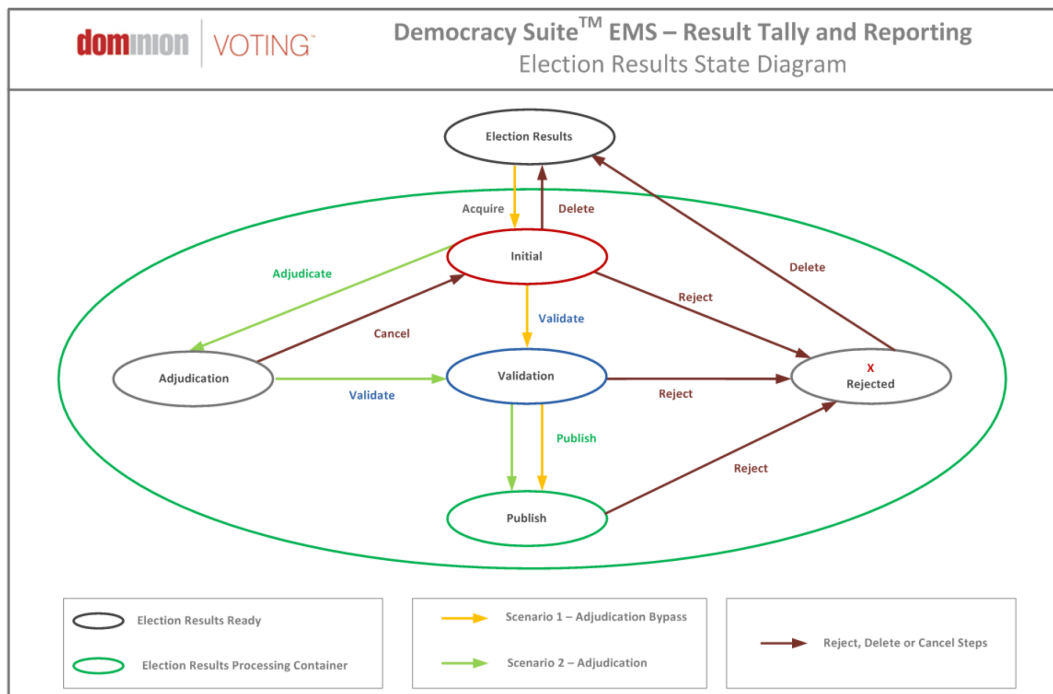 dominion VOTING™
Democracy Suite™ EMS – Result Tally and Reporting
Election Results State Diagram
Election Results
Acquire
Delete
Initial
Adjudicate
Delete
Reject
Cancel
Validate
Adjudication
Validation
X
Rejected
Validate
Reject
Publish
Reject
Publish
Election Results Ready
Election Results Processing Container
Scenario 1 – Adjudication Bypass
Scenario 2 – Adjudication
Reject, Delete or Cancel Steps